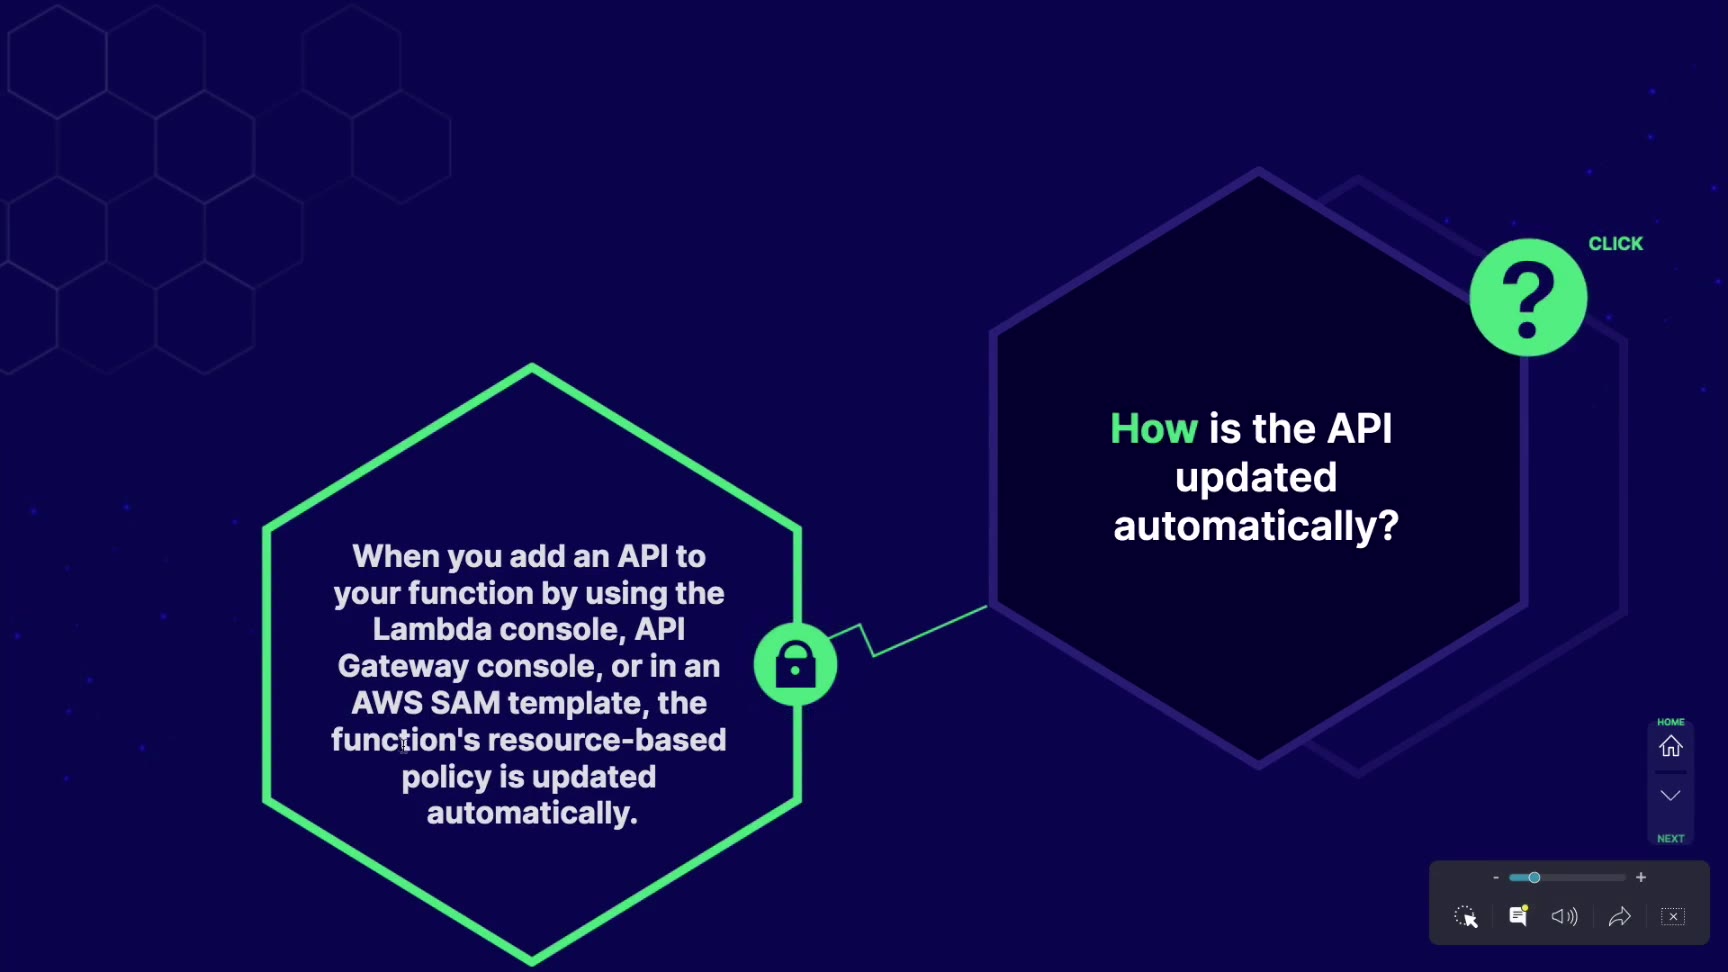 CLICK
How is the API
updated
automatically?
When you add an API to
your function by using the
Lambda console, API
Gateway console, or in an
AWS SAM template, the
function's resource-based
policy is updated
automatically.
HOME
NEXT